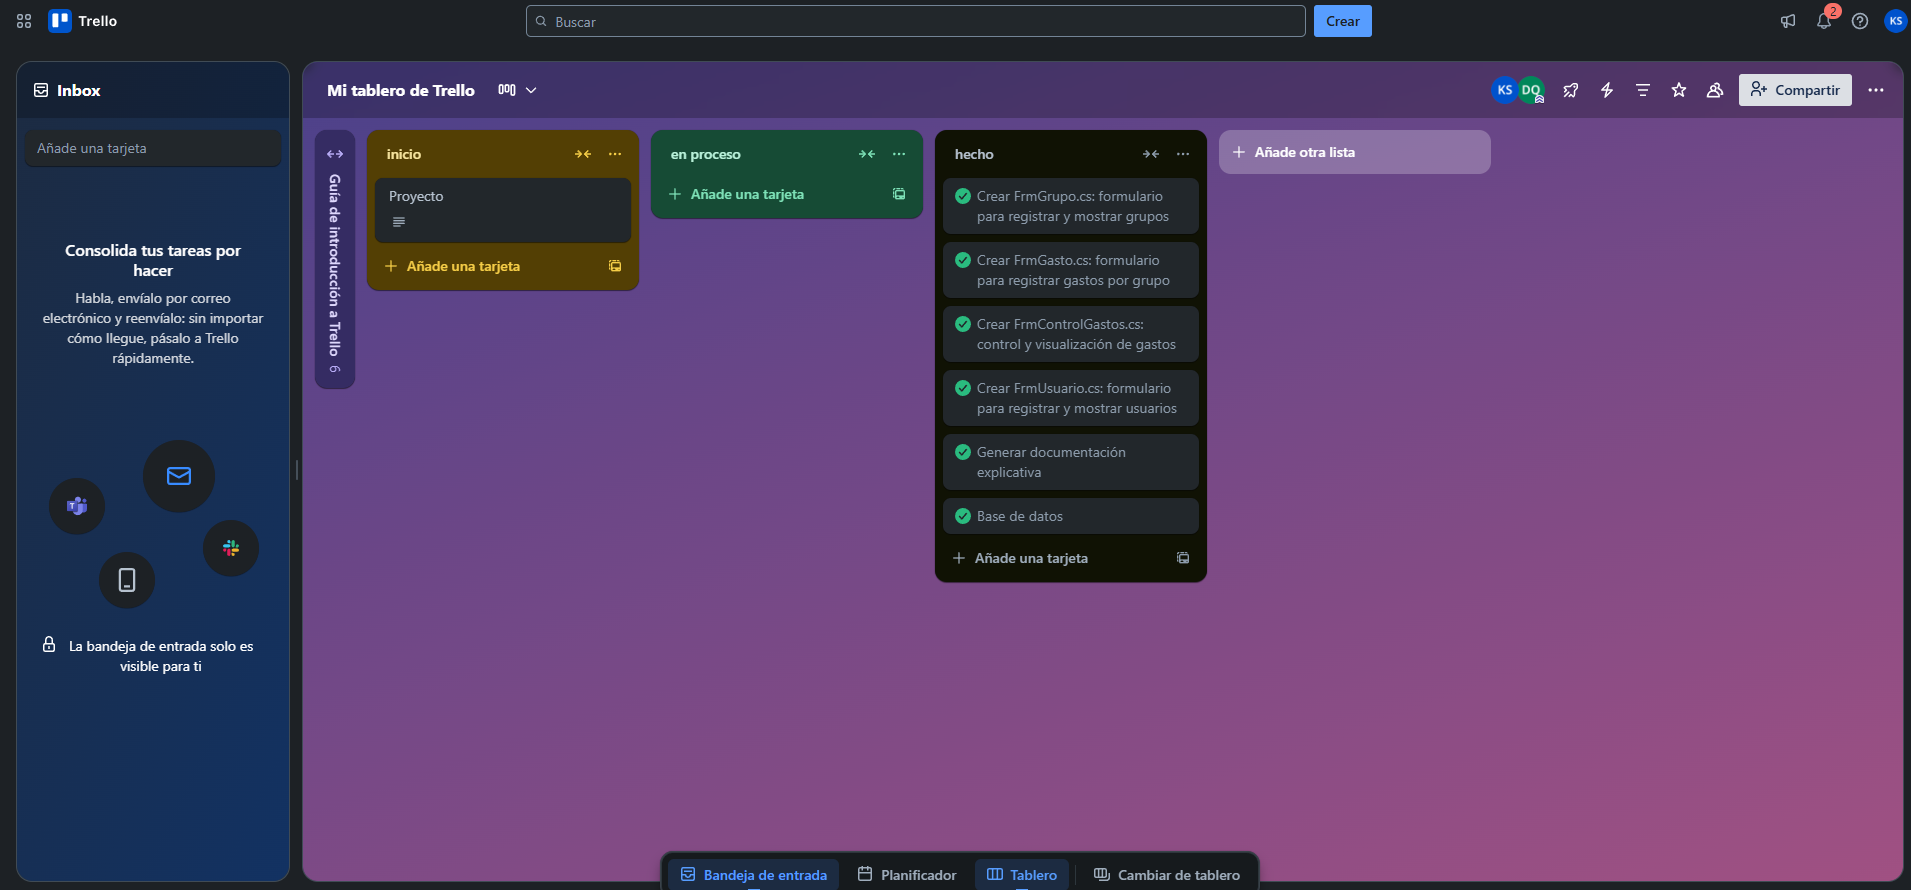 Trello
Buscar
Crear
2
KS
Inbox
Añade una tarjeta
Consolida tus tareas por
hacer
Habla, envíalo por correo
electrónico y reenvíalo: sin importar
cómo llegue, pásalo a Trello
rápidamente.
La bandeja de entrada solo es
visible para ti
Mi tablero de Trello
KS
DQ
Compartir
Guía de introducción a Trello 6
inicio
Proyecto
Añade una tarjeta
en proceso
Añade una tarjeta
hecho
Crear FrmGrupo.cs: formulario
para registrar y mostrar grupos
Crear FrmGasto.cs: formulario
para registrar gastos por grupo
Crear FrmControlGastos.cs:
control y visualización de gastos
Crear FrmUsuario.cs: formulario
para registrar y mostrar usuarios
Generar documentación
explicativa
Base de datos
Añade una tarjeta
Añade otra lista
Bandeja de entrada
Planificador
Tablero
Cambiar de tablero